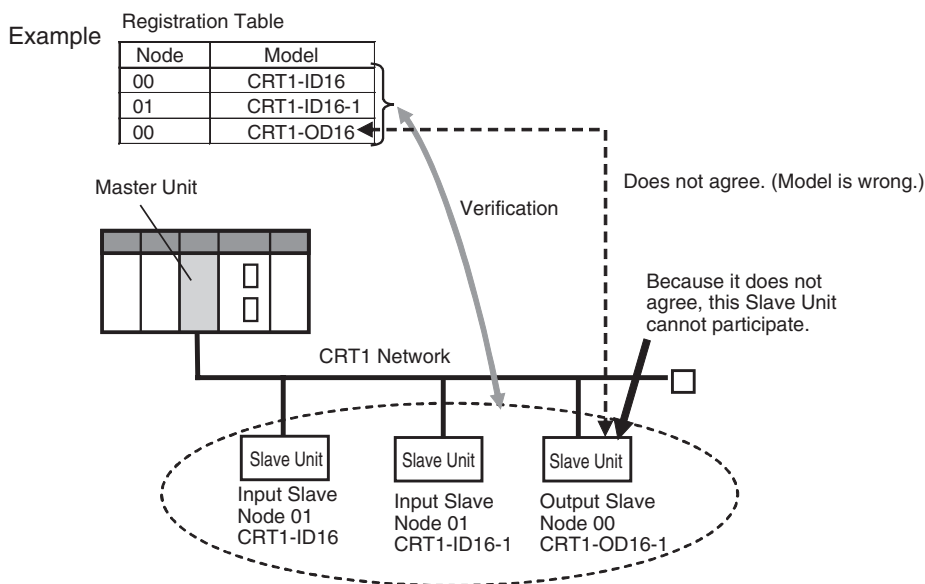 Example
Registration Table
Node Model
00 CRT1-ID16
01 CRT1-ID16-1
00 CRT1-OD16
Does not agree. (Model is wrong.)
Master Unit
Verification
Because it does not
agree, this Slave Unit
cannot participate.
CRT1 Network
Slave Unit
Input Slave
Node 01
CRT1-ID16
Slave Unit
Input Slave
Node 01
CRT1-ID16-1
Slave Unit
Output Slave
Node 00
CRT1-OD16-1